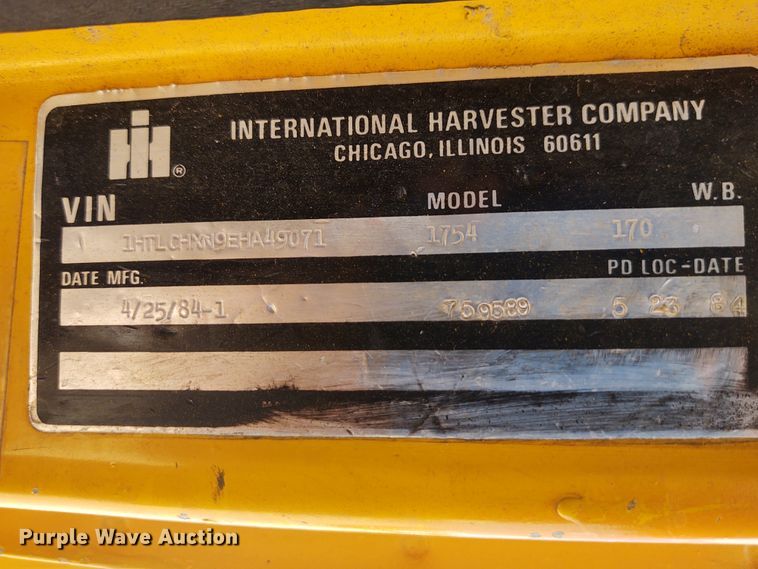 IH ®
INTERNATIONAL HARVESTER COMPANY
CHICAGO, ILLINOIS 60611
VIN MODEL W.B.
1HTLCHXN9EHA49071 1754 170
DATE MFG. PD LOC-DATE
4/25/84-1 759589 5 23 84
Purple Wave Auction